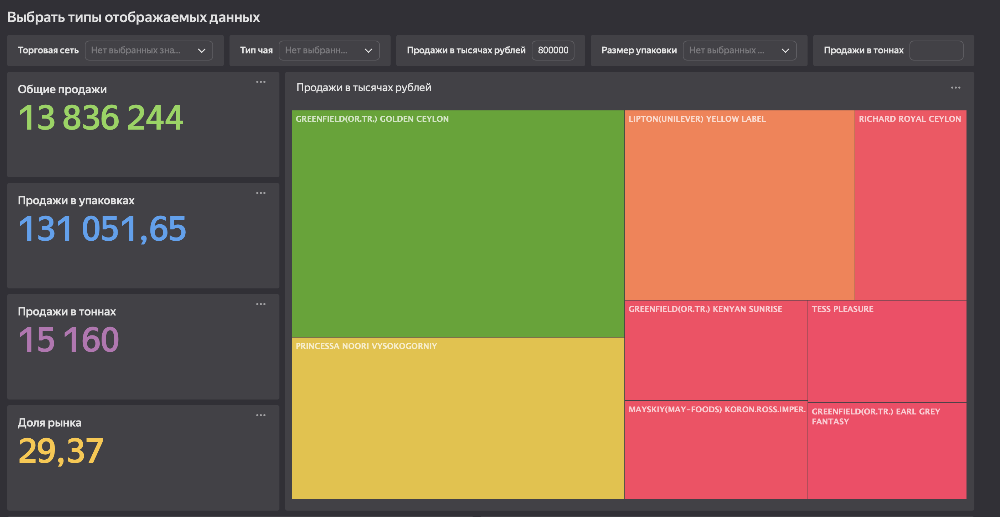 Выбрать типы отображаемых данных
Торговая сеть Нет выбранных зна... Тип чая Нет выбранн... Продажи в тысячах рублей 800000 Размер упаковки Нет выбранных ... Продажи в тоннах
Общие продажи
13 836 244
Продажи в упаковках
131 051,65
Продажи в тоннах
15 160
Доля рынка
29,37
Продажи в тысячах рублей
GREENFIELD(OR.TR.) GOLDEN CEYLON
PRINCESSA NOORI VYSOKOGORNIY
LIPTON(UNILEVER) YELLOW LABEL
RICHARD ROYAL CEYLON
GREENFIELD(OR.TR.) KENYAN SUNRISE
TESS PLEASURE
MAYSKIY(MAY-FOODS) KORON.ROSS.IMPER.
GREENFIELD(OR.TR.) EARL GREY
FANTASY